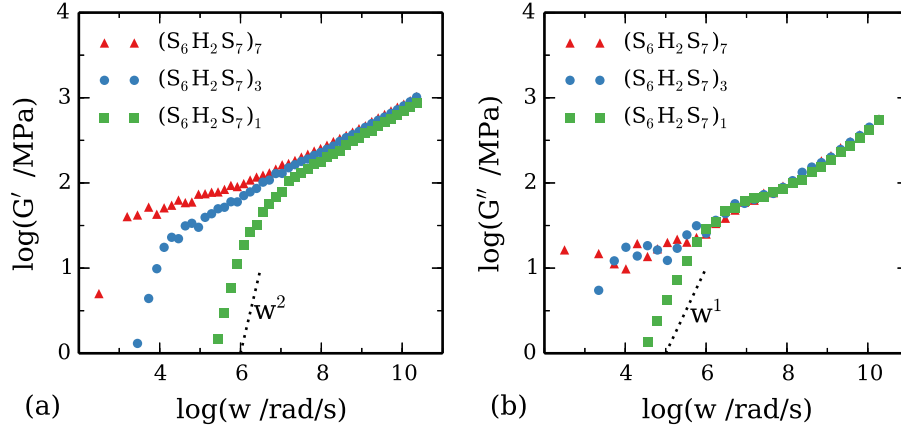 4
3
2
1
0
log(G′ /MPa)
(S₆H₂S₇)₇
(S₆H₂S₇)₃
(S₆H₂S₇)₁
w²
4 6 8 10
log(w /rad/s)
(a)
4
3
2
1
0
log(G″ /MPa)
(S₆H₂S₇)₇
(S₆H₂S₇)₃
(S₆H₂S₇)₁
w¹
4 6 8 10
log(w /rad/s)
(b)